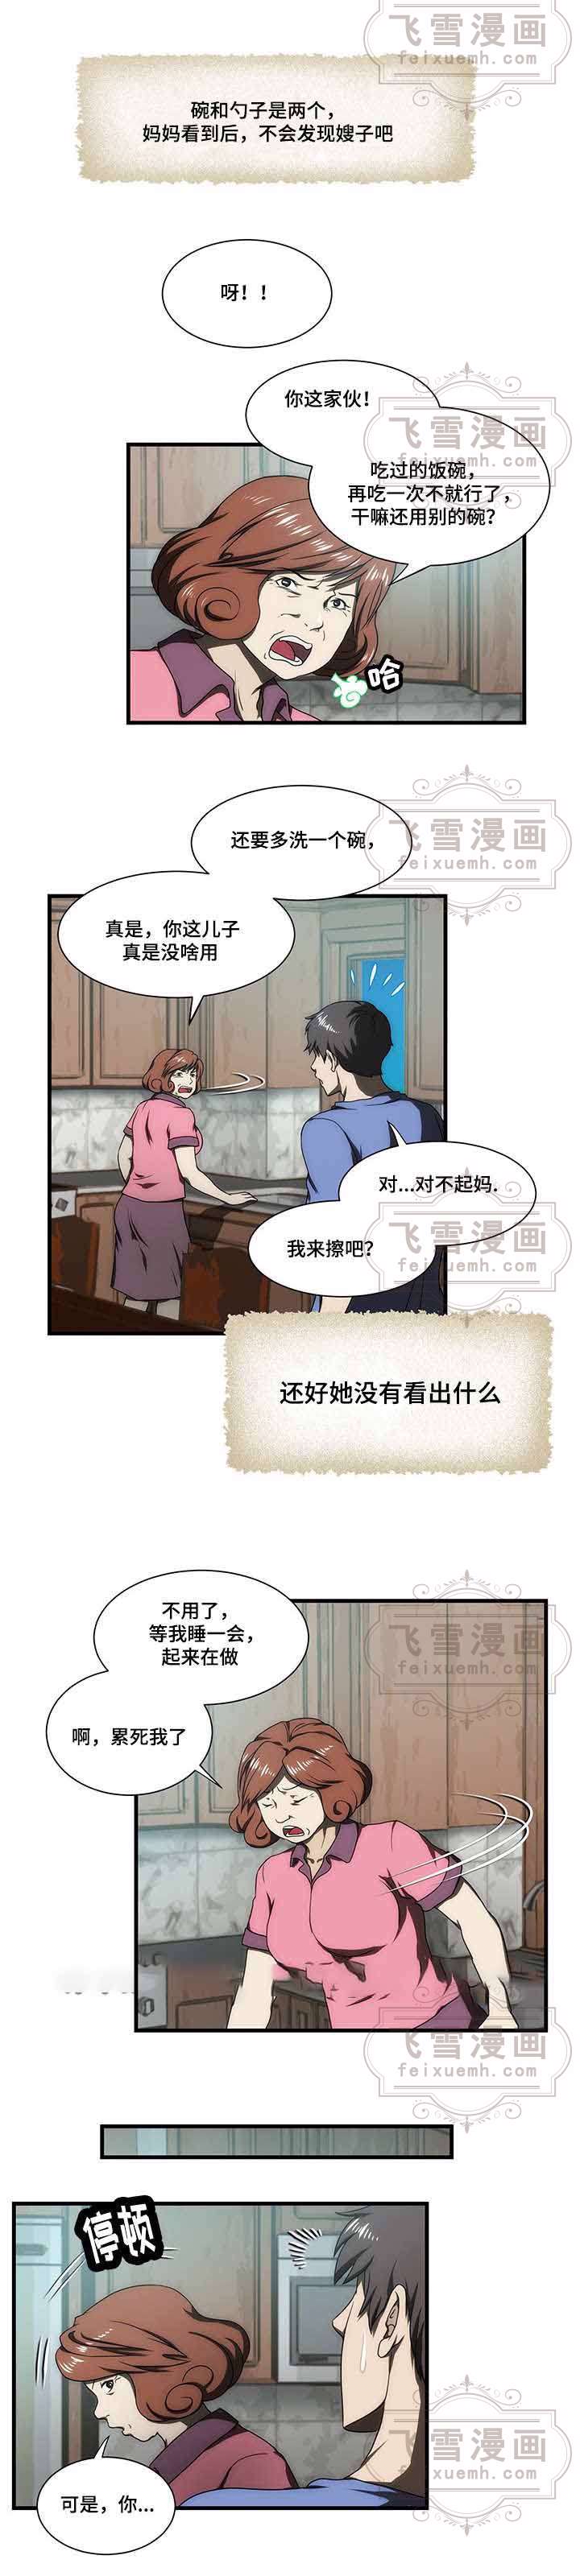 飞雪漫画
feixuemh.com
碗和勺子是两个，
妈妈看到后，不会发现嫂子吧
呀！！
你这家伙！
飞雪漫画
feixuemh.com
吃过的饭碗，
再吃一次不就行了，
干嘛还用别的碗？
哈
还要多洗一个碗，
飞雪漫画
feixuemh.com
真是，你这儿子
真是没啥用
对...对不起妈.
飞雪漫画
feixuemh.com
我来擦吧？
还好她没有看出什么
不用了，
等我睡一会，
起来在做
飞雪漫画
feixuemh.com
啊，累死我了
飞雪漫画
feixuemh.com
停顿
飞雪漫画
feixuemh.com
可是，你...